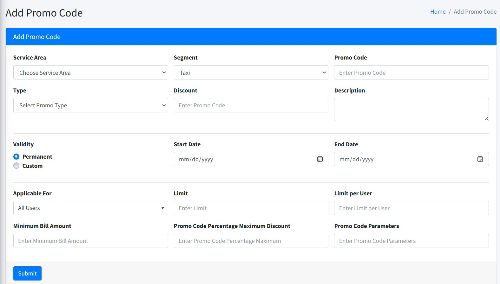 Add Promo Code
Home / Add Promo Code
Add Promo Code
Service Area Segment Promo Code
Choose Service Area Taxi Enter Promo Code
Type Discount Description
Select Promo Type Enter Promo Code
Validity Start Date End Date
Permanent mm/dd/yyyy mm/dd/yyyy
Custom
Applicable For Limit Limit per User
All Users Enter Limit Enter Limit per User
Minimum Bill Amount Promo Code Percentage Maximum Discount Promo Code Parameters
Enter Minimum Bill Amount Enter Promo Code Percentage Maximum Enter Promo Code Parameters
Submit